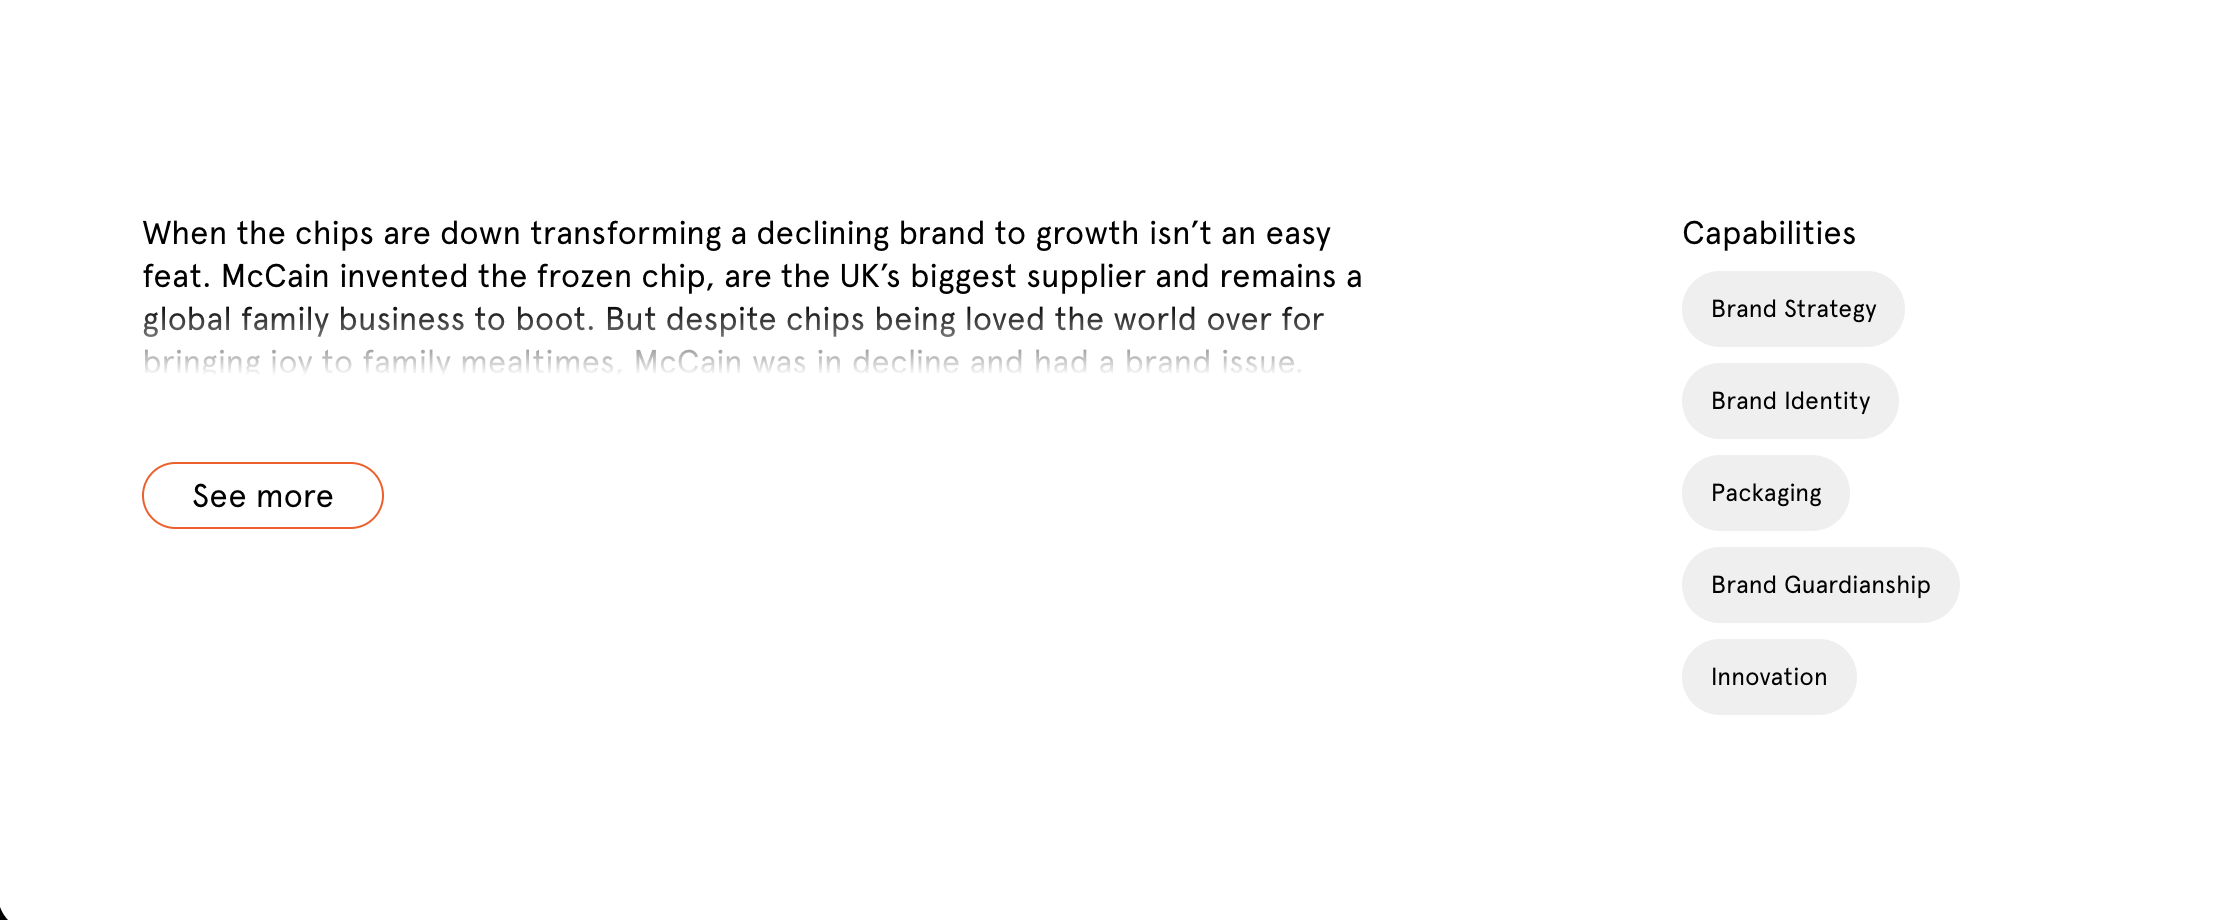 When the chips are down transforming a declining brand to growth isn’t an easy
feat. McCain invented the frozen chip, are the UK’s biggest supplier and remains a
global family business to boot. But despite chips being loved the world over for
bringing joy to family mealtimes, McCain was in decline and had a brand issue.
See more
Capabilities
Brand Strategy
Brand Identity
Packaging
Brand Guardianship
Innovation